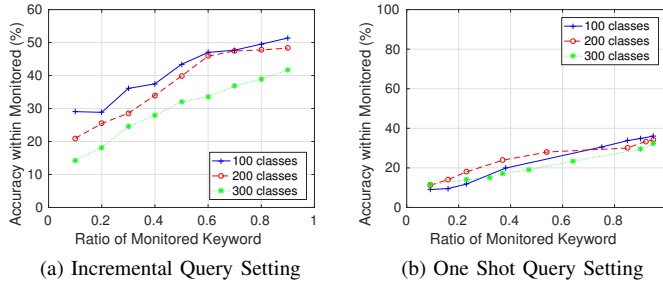 60
50
40
30
20
10
0
Accuracy within Monitored (%)
0 0.2 0.4 0.6 0.8 1
Ratio of Monitored Keyword
100 classes
200 classes
300 classes
(a) Incremental Query Setting
100
80
60
40
20
0
Accuracy within Monitored (%)
0 0.2 0.4 0.6 0.8
Ratio of Monitored Keyword
100 classes
200 classes
300 classes
(b) One Shot Query Setting